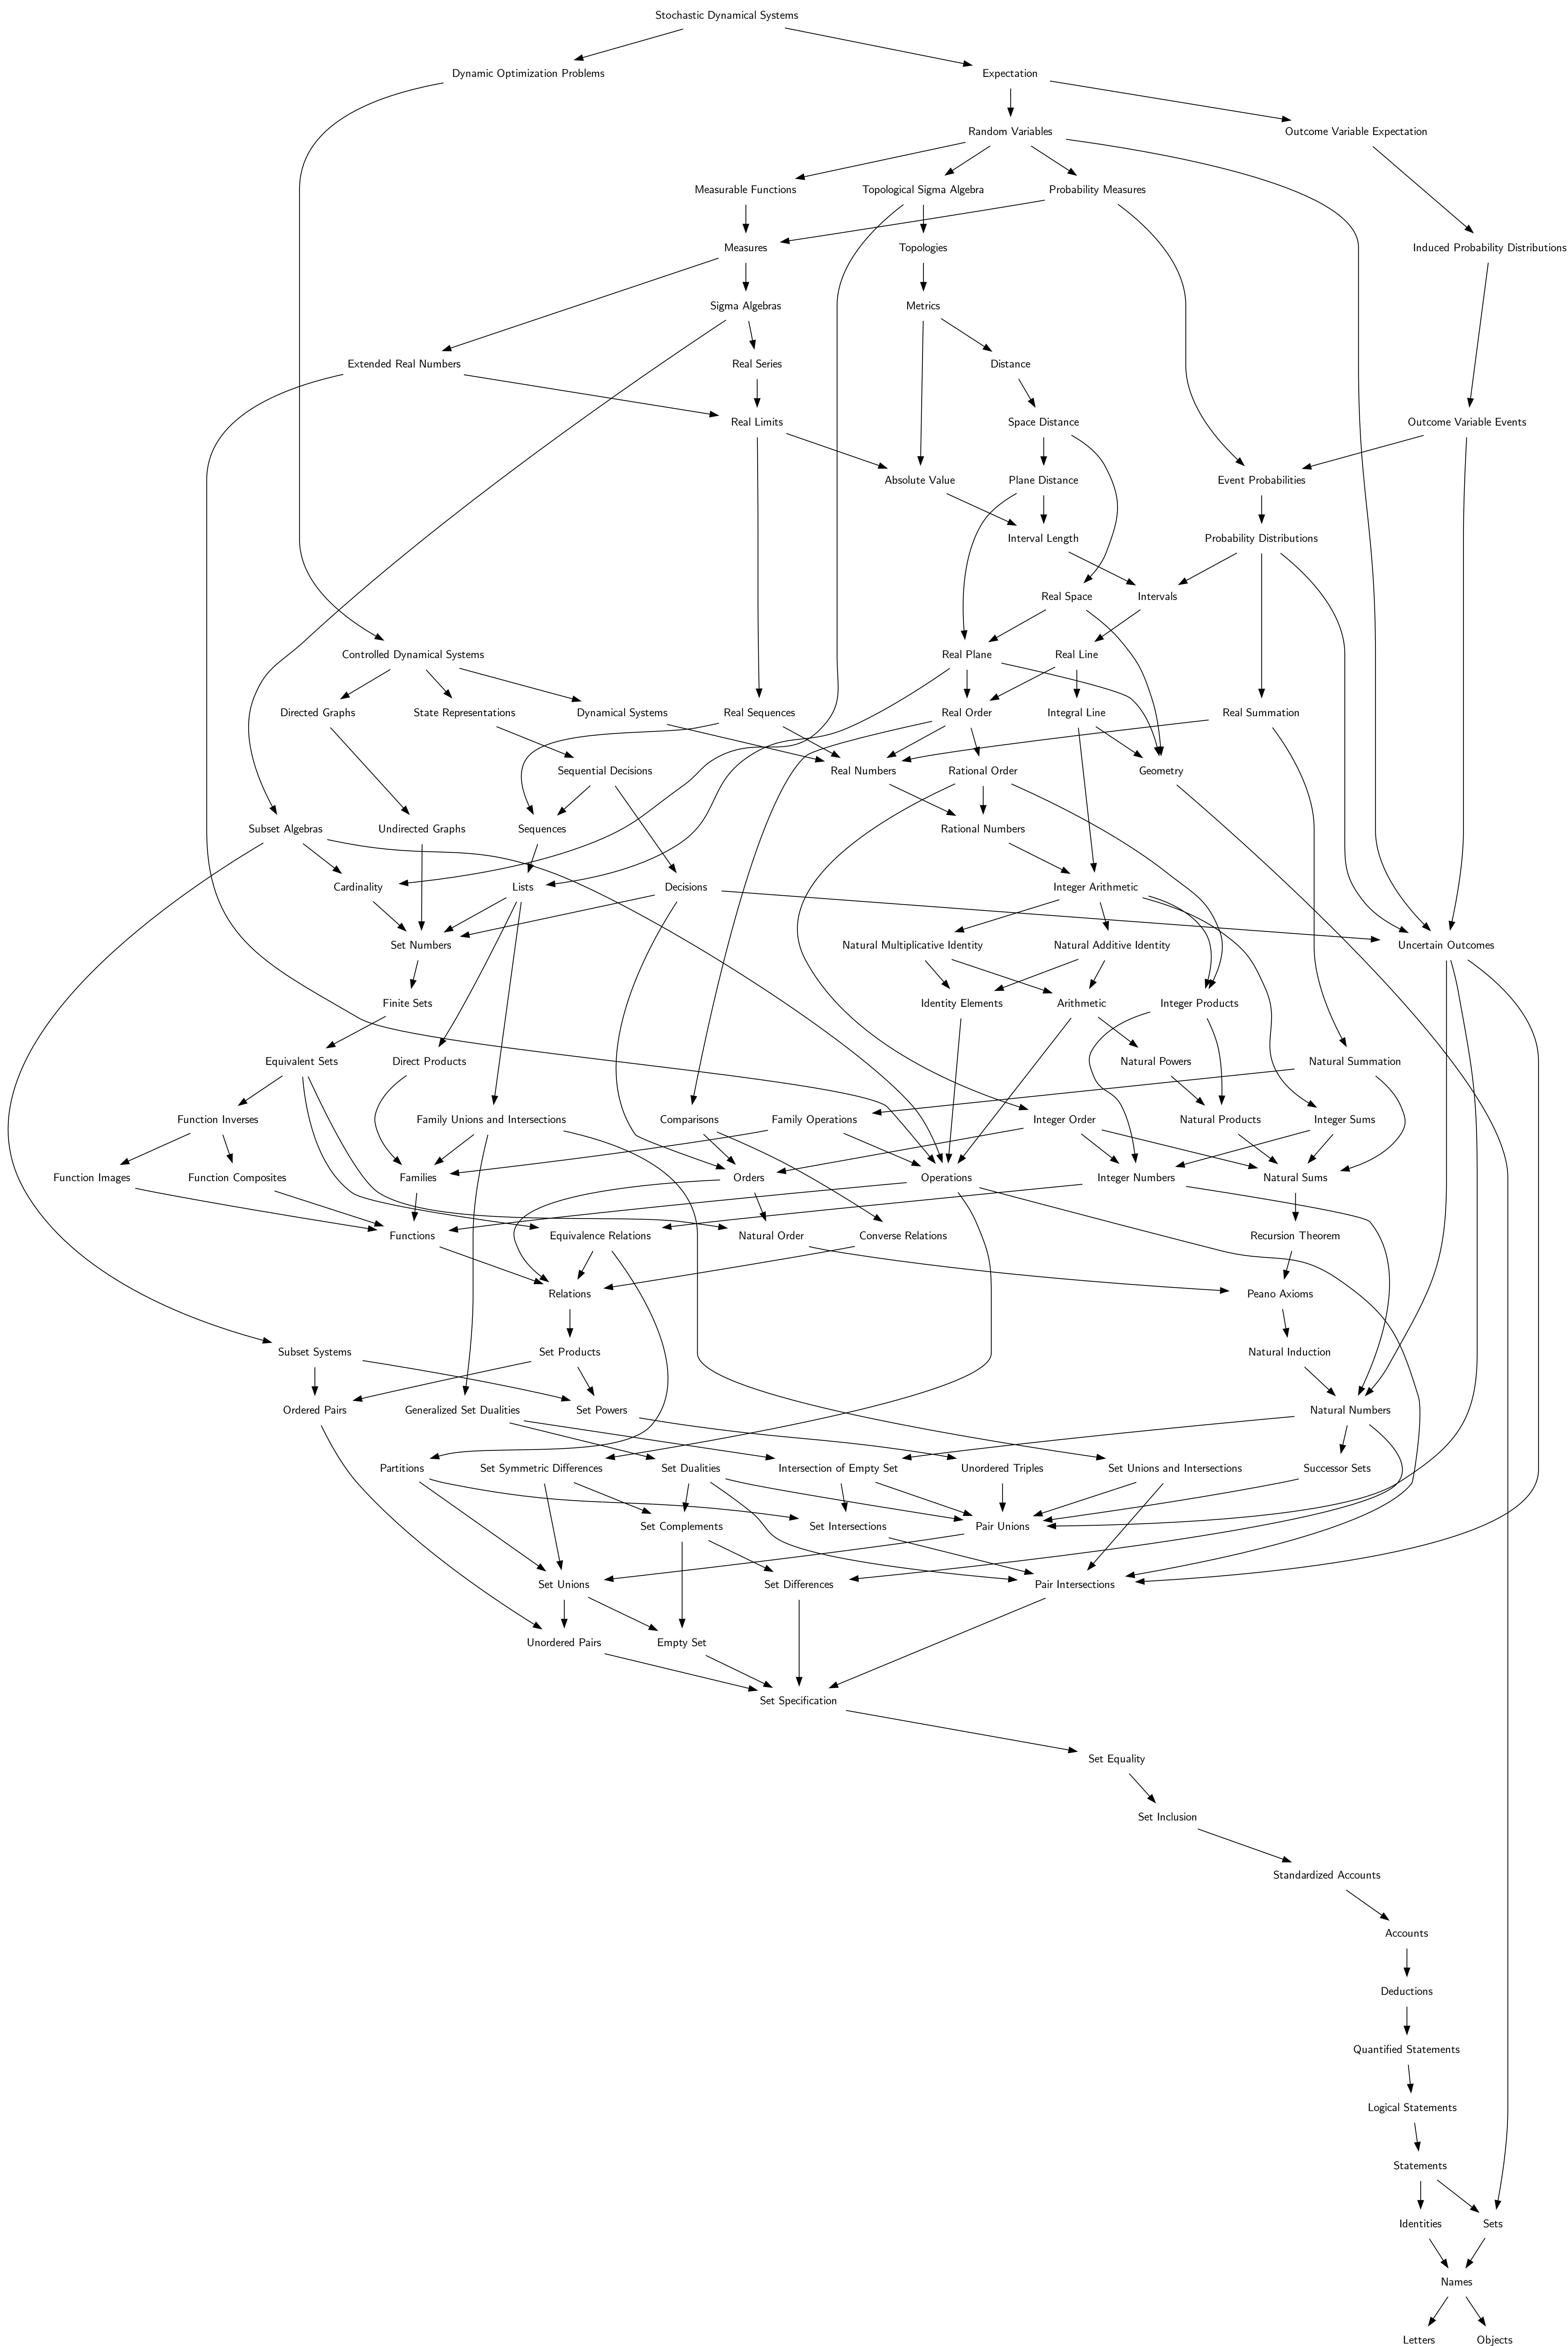 Stochastic Dynamical Systems
Dynamic Optimization Problems
Expectation
Random Variables
Outcome Variable Expectation
Measurable Functions
Topological Sigma Algebra
Probability Measures
Measures
Topologies
Induced Probability Distributions
Sigma Algebras
Metrics
Extended Real Numbers
Real Series
Distance
Real Limits
Space Distance
Outcome Variable Events
Absolute Value
Plane Distance
Event Probabilities
Interval Length
Probability Distributions
Real Space
Intervals
Controlled Dynamical Systems
Real Plane
Real Line
Directed Graphs
State Representations
Dynamical Systems
Real Sequences
Real Order
Integral Line
Real Summation
Sequential Decisions
Real Numbers
Rational Order
Geometry
Subset Algebras
Undirected Graphs
Sequences
Rational Numbers
Cardinality
Lists
Decisions
Integer Arithmetic
Set Numbers
Natural Multiplicative Identity
Natural Additive Identity
Uncertain Outcomes
Finite Sets
Identity Elements
Arithmetic
Integer Products
Equivalent Sets
Direct Products
Natural Powers
Natural Summation
Function Inverses
Family Unions and Intersections
Comparisons
Family Operations
Integer Order
Natural Products
Integer Sums
Function Images
Function Composites
Families
Orders
Operations
Integer Numbers
Natural Sums
Functions
Equivalence Relations
Natural Order
Converse Relations
Recursion Theorem
Relations
Peano Axioms
Subset Systems
Set Products
Natural Induction
Ordered Pairs
Generalized Set Dualities
Set Powers
Natural Numbers
Partitions
Set Symmetric Differences
Set Dualities
Intersection of Empty Set
Unordered Triples
Set Unions and Intersections
Successor Sets
Set Complements
Set Intersections
Pair Unions
Set Unions
Set Differences
Pair Intersections
Unordered Pairs
Empty Set
Set Specification
Set Equality
Set Inclusion
Standardized Accounts
Accounts
Deductions
Quantified Statements
Logical Statements
Statements
Identities
Sets
Names
Letters
Objects